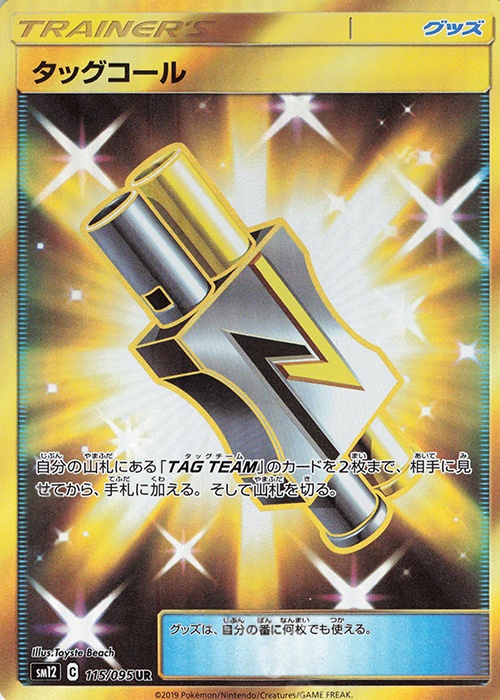 TRAINER'S
グッズ
タッグコール
自分の山札にある「TAG TEAM」のカードを2枚まで、相手に見
せてから、手札に加える。そして山札を切る。
グッズは、自分の番に何枚でも使える。
Illus.Toyste Beach
sm12 C 115/095 UR
©2019 Pokémon/Nintendo/Creatures/GAME FREAK.